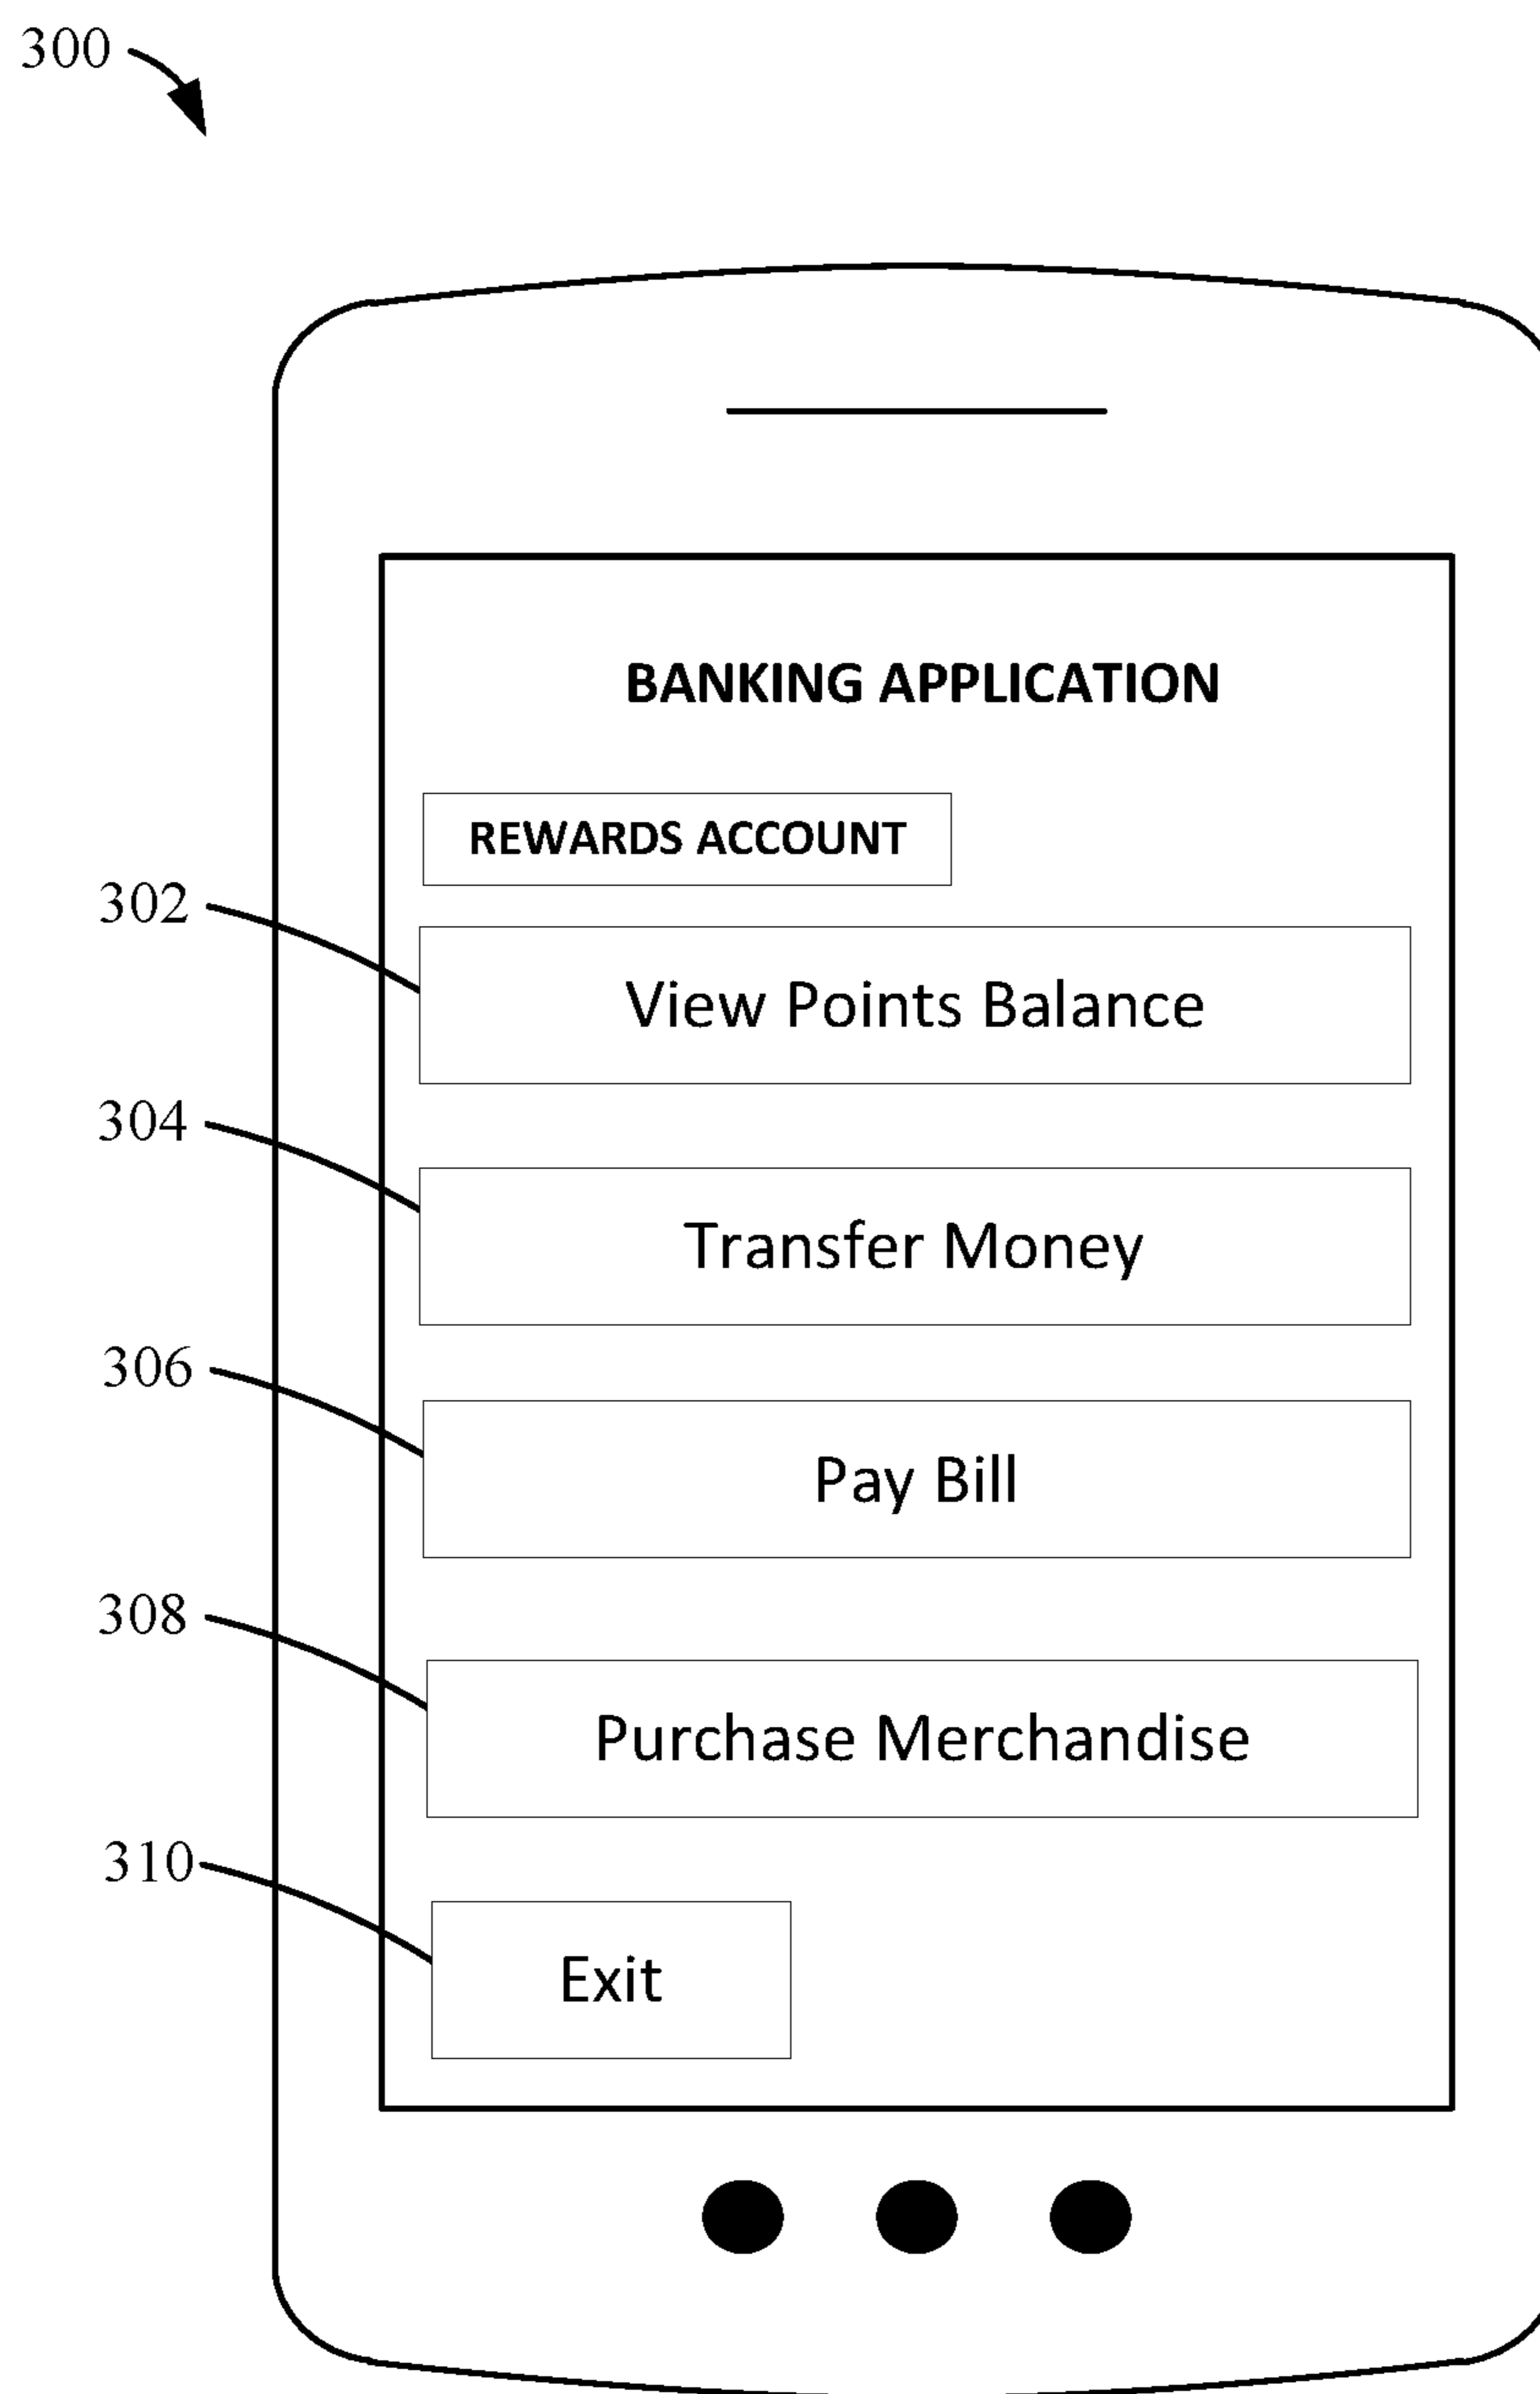 300
BANKING APPLICATION
REWARDS ACCOUNT
302
View Points Balance
304
Transfer Money
306
Pay Bill
308
Purchase Merchandise
310
Exit